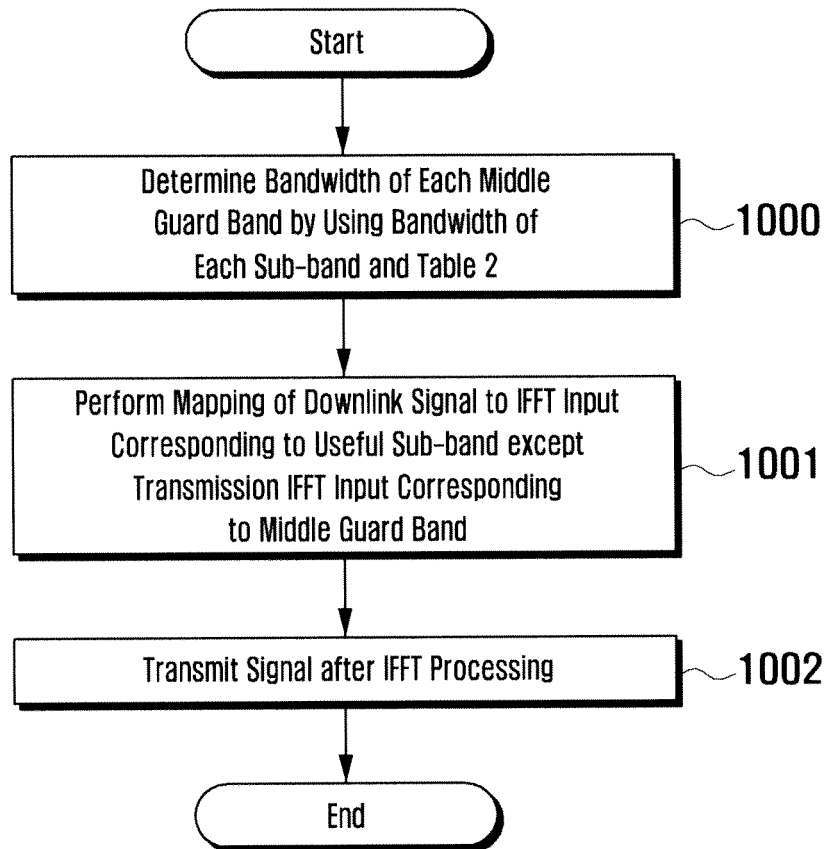 Start
Determine Bandwidth of Each Middle
Guard Band by Using Bandwidth of
Each Sub-band and Table 2
1000
Perform Mapping of Downlink Signal to IFFT Input
Corresponding to Useful Sub-band except
Transmission IFFT Input Corresponding
to Middle Guard Band
1001
Transmit Signal after IFFT Processing
1002
End